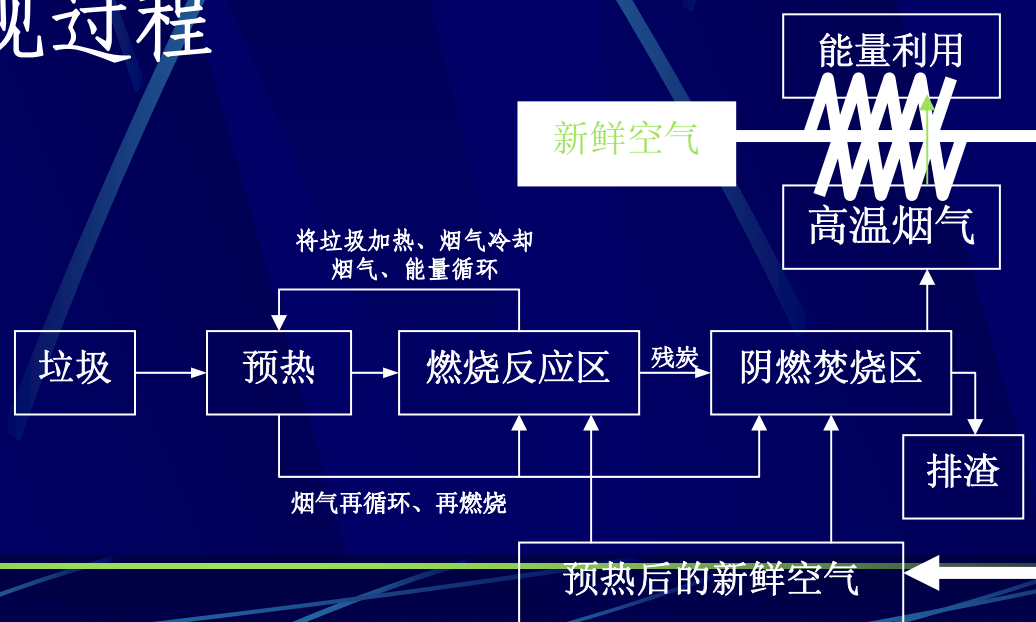 现过程
能量利用
新鲜空气
高温烟气
将垃圾加热、烟气冷却
烟气、能量循环
垃圾
预热
燃烧反应区
残炭
阴燃焚烧区
排渣
烟气再循环、再燃烧
预热后的新鲜空气